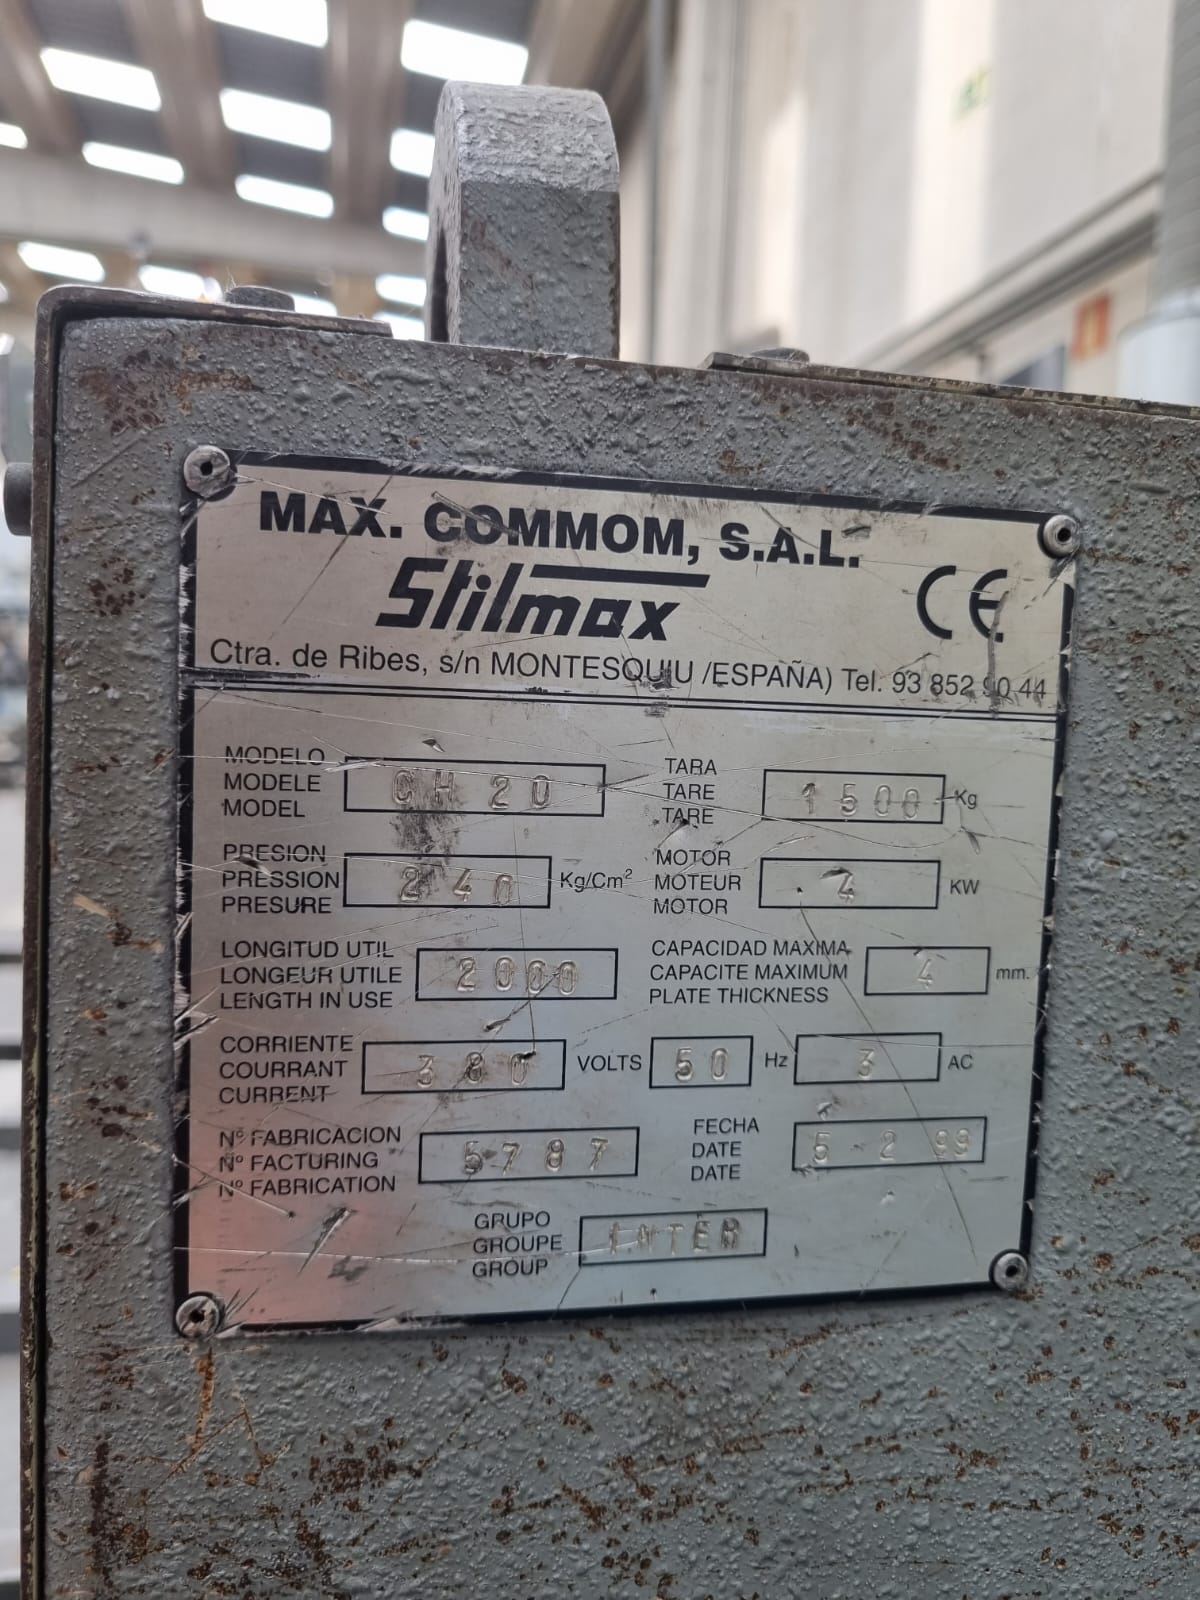 MAX. COMMOM, S.A.L.
Stilmax
CE
Ctra. de Ribes, s/n MONTESQUIU /ESPAÑA) Tel. 93 852 90 44
MODELO
MODELE
MODEL
CH 20
TARA
TARE
TARE
1500 Kg
PRESION
PRESSION
PRESURE
240 Kg/Cm²
MOTOR
MOTEUR
MOTOR
4 KW
LONGITUD UTIL
LONGEUR UTILE
LENGTH IN USE
2000
CAPACIDAD MAXIMA
CAPACITE MAXIMUM
PLATE THICKNESS
4 mm.
CORRIENTE
COURRANT
CURRENT
380 VOLTS 50 Hz 3 AC
Nº FABRICACION
Nº FACTURING
Nº FABRICATION
5787
FECHA
DATE
DATE
5 2 99
GRUPO
GROUPE
GROUP
INTER